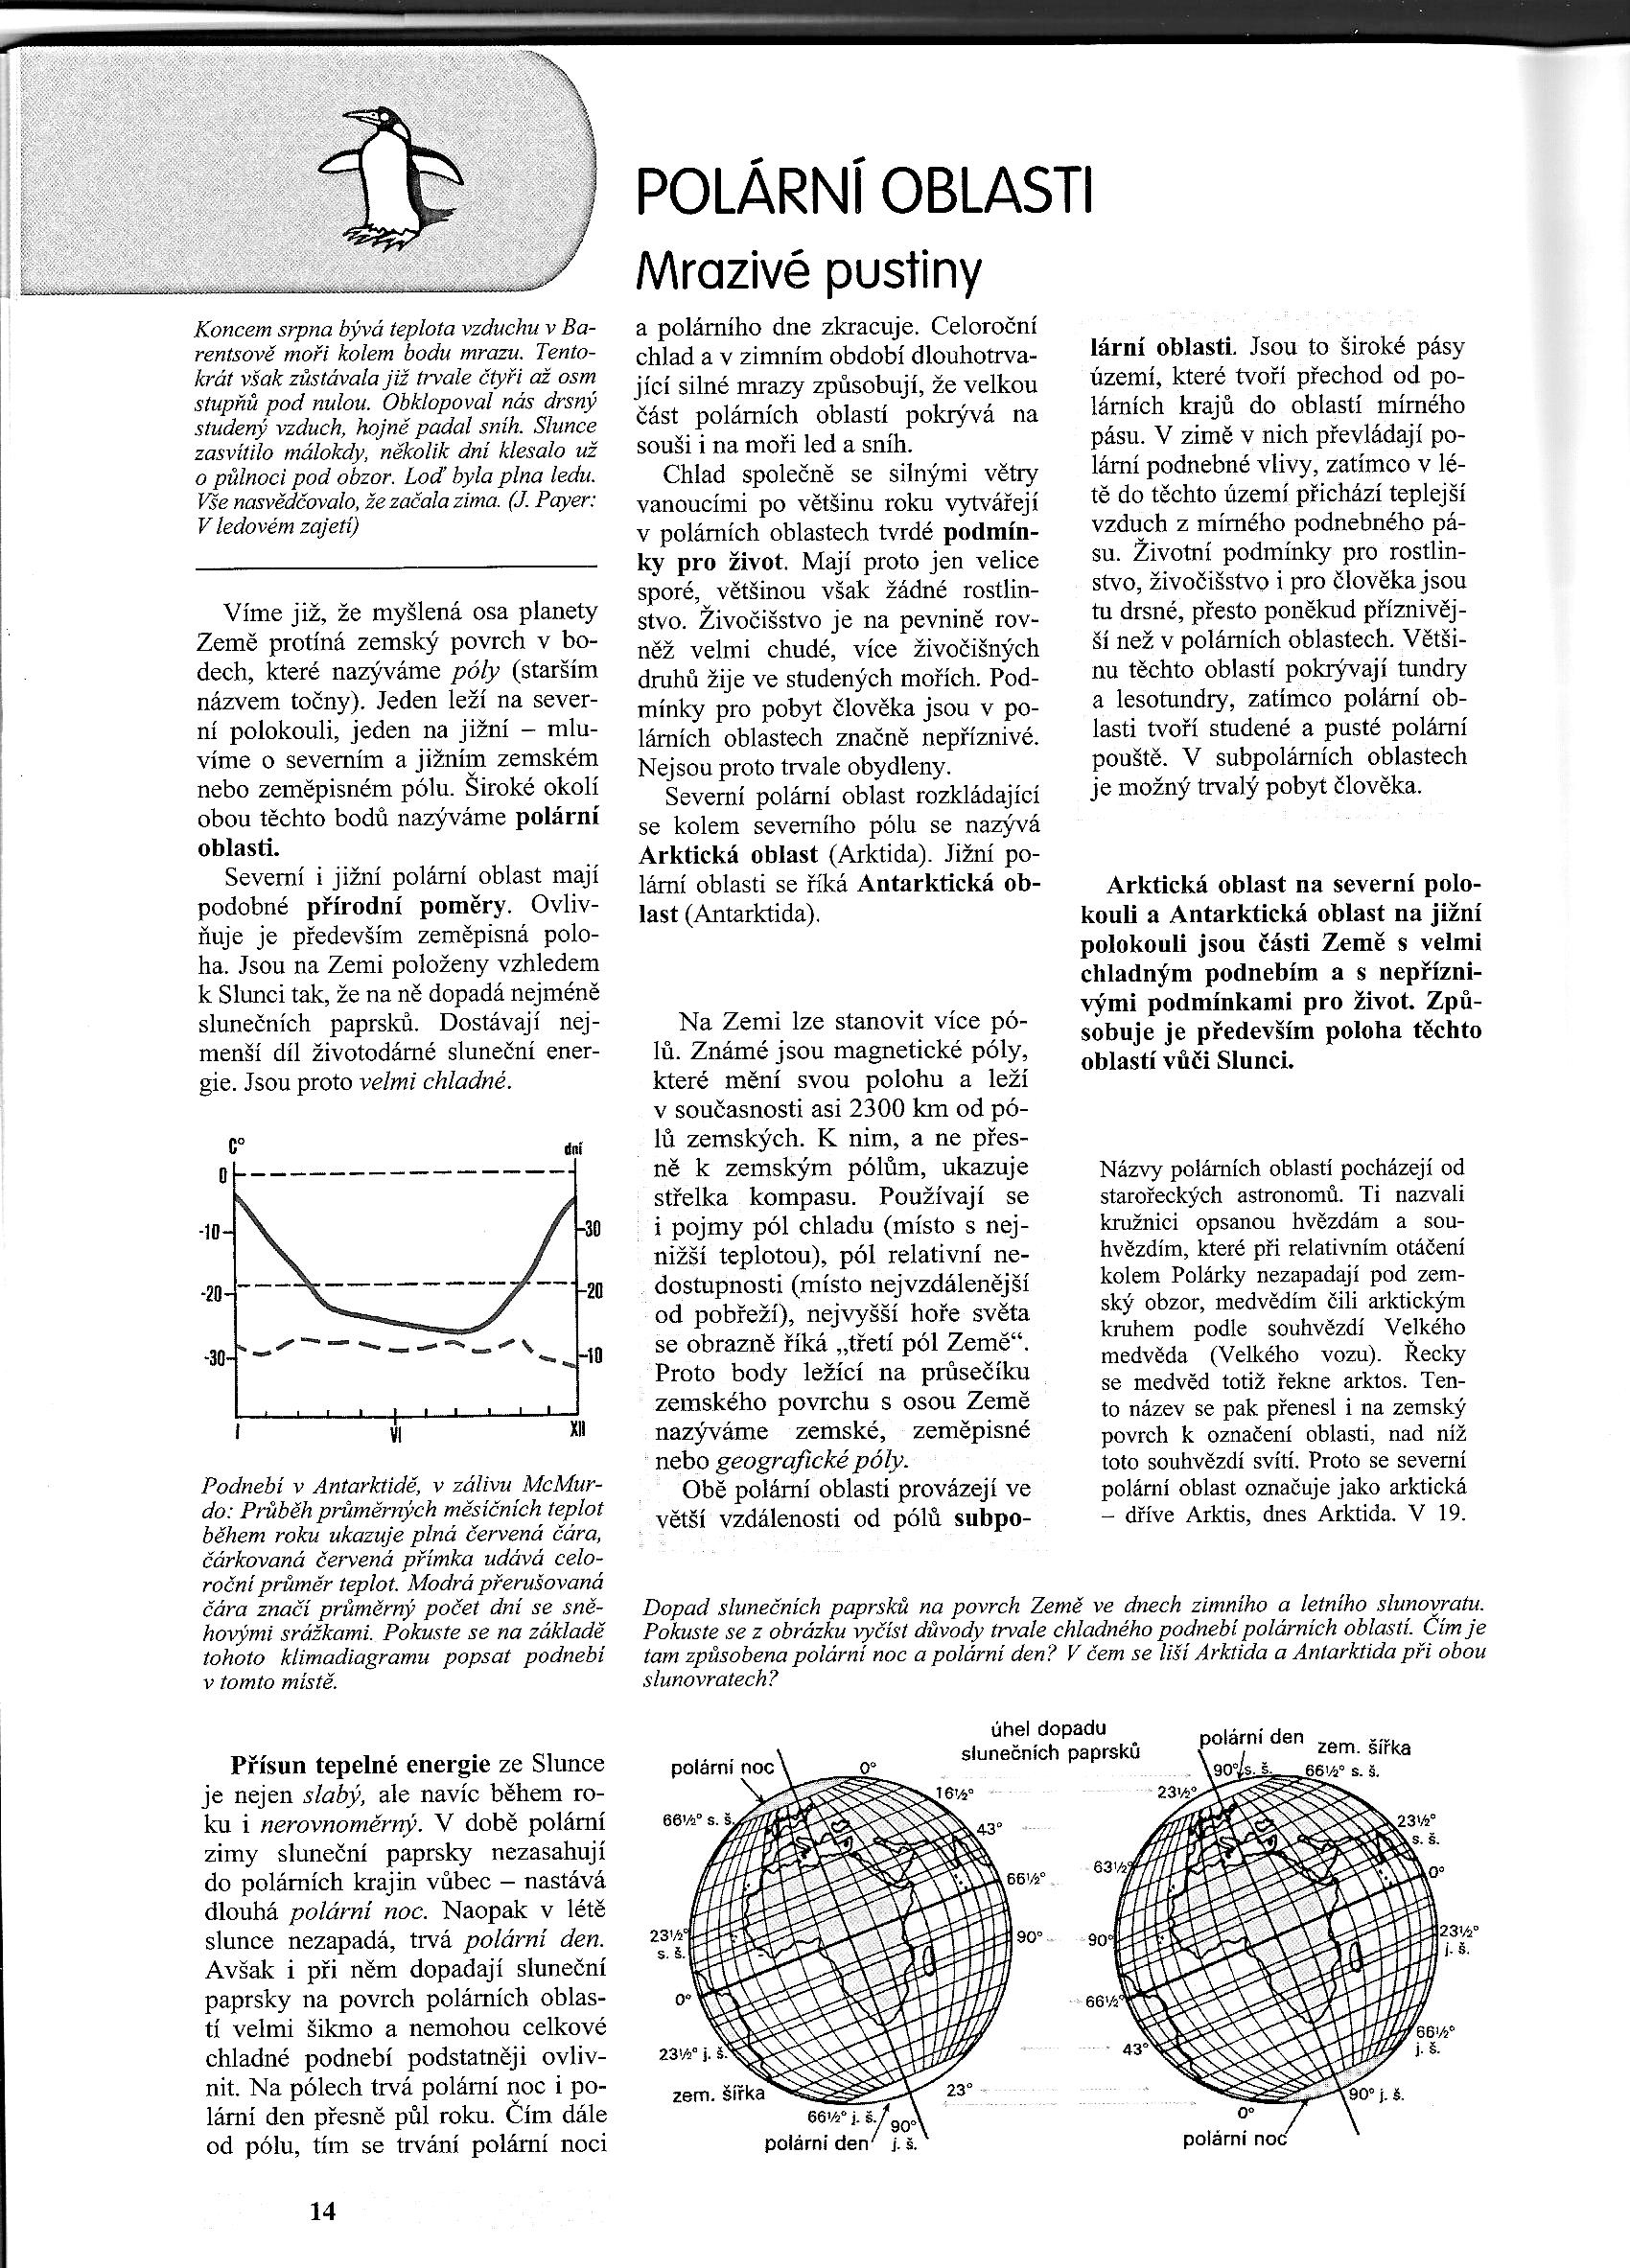 POLÁRNÍ OBLASTI
Mrazivé pustiny
Koncem srpna bývá teplota vzduchu v Ba-
rentsově moři kolem bodu mrazu. Tento-
krát však zůstávala již trvale čtyři až osm
stupňů pod nulou. Obklopoval nás drsný
studený vzduch, hojně padal sníh. Slunce
zasvítilo málokdy, několik dní klesalo už
o půlnoci pod obzor. Loď byla plna ledu.
Vše nasvědčovalo, že začala zima. (J. Payer:
V ledovém zajetí)
Víme již, že myšlená osa planety
Země protíná zemský povrch v bo-
dech, které nazýváme póly (starším
názvem točny). Jeden leží na sever-
ní polokouli, jeden na jižní – mlu-
víme o severním a jižním zemském
nebo zeměpisném pólu. Široké okolí
obou těchto bodů nazýváme polární
oblasti.
Severní i jižní polární oblast mají
podobné přírodní poměry. Ovliv-
ňuje je především zeměpisná polo-
ha. Jsou na Zemi položeny vzhledem
k Slunci tak, že na ně dopadá nejméně
slunečních paprsků. Dostávají nej-
menší díl životodárné sluneční ener-
gie. Jsou proto velmi chladné.
C° dní
0
-10 30
-20 20
-30 10
I VI XII
Podnebí v Antarktidě, v zálivu McMur-
do: Průběh průměrných měsíčních teplot
během roku ukazuje plná červená čára,
čárkovaná červená přímka udává celo-
roční průměr teplot. Modrá přerušovaná
čára značí průměrný počet dní se sně-
hovými srážkami. Pokuste se na základě
tohoto klimadiagramu popsat podnebí
v tomto místě.
Přísun tepelné energie ze Slunce
je nejen slabý, ale navíc během ro-
ku i nerovnoměrný. V době polární
zimy sluneční paprsky nezasahují
do polárních krajin vůbec – nastává
dlouhá polární noc. Naopak v létě
slunce nezapadá, trvá polární den.
Avšak i při něm dopadají sluneční
paprsky na povrch polárních oblas-
tí velmi šikmo a nemohou celkové
chladné podnebí podstatněji ovliv-
nit. Na pólech trvá polární noc i po-
lární den přesně půl roku. Čím dále
od pólu, tím se trvání polární noci
a polárního dne zkracuje. Celoroční
chlad a v zimním období dlouhotrva-
jící silné mrazy způsobují, že velkou
část polárních oblastí pokrývá na
souši i na moři led a sníh.
Chlad společně se silnými větry
vanoucími po většinu roku vytvářejí
v polárních oblastech tvrdé podmín-
ky pro život. Mají proto jen velice
sporé, většinou však žádné rostlin-
stvo. Živočišstvo je na pevnině rov-
něž velmi chudé, více živočišných
druhů žije ve studených mořích. Pod-
mínky pro pobyt člověka jsou v po-
lárních oblastech značně nepříznivé.
Nejsou proto trvale obydleny.
Severní polární oblast rozkládající
se kolem severního pólu se nazývá
Arktická oblast (Arktida). Jižní po-
lární oblasti se říká Antarktická ob-
last (Antarktida).
Na Zemi lze stanovit více pó-
lů. Známé jsou magnetické póly,
které mění svou polohu a leží
v současnosti asi 2300 km od pó-
lů zemských. K nim, a ne přes-
ně k zemským pólům, ukazuje
střelka kompasu. Používají se
i pojmy pól chladu (místo s nej-
nižší teplotou), pól relativní ne-
dostupnosti (místo nejvzdálenější
od pobřeží), nejvyšší hoře světa
se obrazně říká „třetí pól Země“.
Proto body ležící na průsečíku
zemského povrchu s osou Země
nazýváme zemské, zeměpisné
nebo geografické póly.
Obě polární oblasti provázejí ve
větší vzdálenosti od pólů subpo-
lární oblasti. Jsou to široké pásy
území, které tvoří přechod od po-
lárních krajů do oblastí mírného
pásu. V zimě v nich převládají po-
lární podnebné vlivy, zatímco v lé-
tě do těchto území přichází teplejší
vzduch z mírného podnebného pá-
su. Životní podmínky pro rostlin-
stvo, živočišstvo i pro člověka jsou
tu drsné, přesto poněkud příznivěj-
ší než v polárních oblastech. Větši-
nu těchto oblastí pokrývají tundry
a lesotundry, zatímco polární ob-
lasti tvoří studené a pusté polární
pouště. V subpolárních oblastech
je možný trvalý pobyt člověka.
Arktická oblast na severní polo-
kouli a Antarktická oblast na jižní
polokouli jsou části Země s velmi
chladným podnebím a s nepřízni-
vými podmínkami pro život. Způ-
sobuje je především poloha těchto
oblastí vůči Slunci.
Názvy polárních oblastí pocházejí od
starořeckých astronomů. Ti nazvali
kružnici opsanou hvězdám a sou-
hvězdím, které při relativním otáčení
kolem Polárky nezapadají pod zem-
ský obzor, medvědím čili arktickým
kruhem podle souhvězdí Velkého
medvěda (Velkého vozu). Řecky
se medvěd totiž řekne arktos. Ten-
to název se pak přenesl i na zemský
povrch k označení oblasti, nad níž
toto souhvězdí svítí. Proto se severní
polární oblast označuje jako arktická
– dříve Arktis, dnes Arktida. V 19.
Dopad slunečních paprsků na povrch Země ve dnech zimního a letního slunovratu.
Pokuste se z obrázku vyčíst důvody trvale chladného podnebí polárních oblastí. Čím je
tam způsobena polární noc a polární den? V čem se liší Arktida a Antarktida při obou
slunovratech?
úhel dopadu
slunečních paprsků
polární noc
0°
16½°
66½° s. š.
43°
66½°
23½°
s. š.
90°
0°
23½° j. š.
zem. šířka
23°
66½° j. š.
90°
j. š.
polární den
polární den
zem. šířka
90° s. š.
66½° s. š.
23½°
23½°
s. š.
63½°
0°
90°
23½°
j. š.
66½°
66½°
j. š.
43°
90° j. š.
0°
polární noc
14